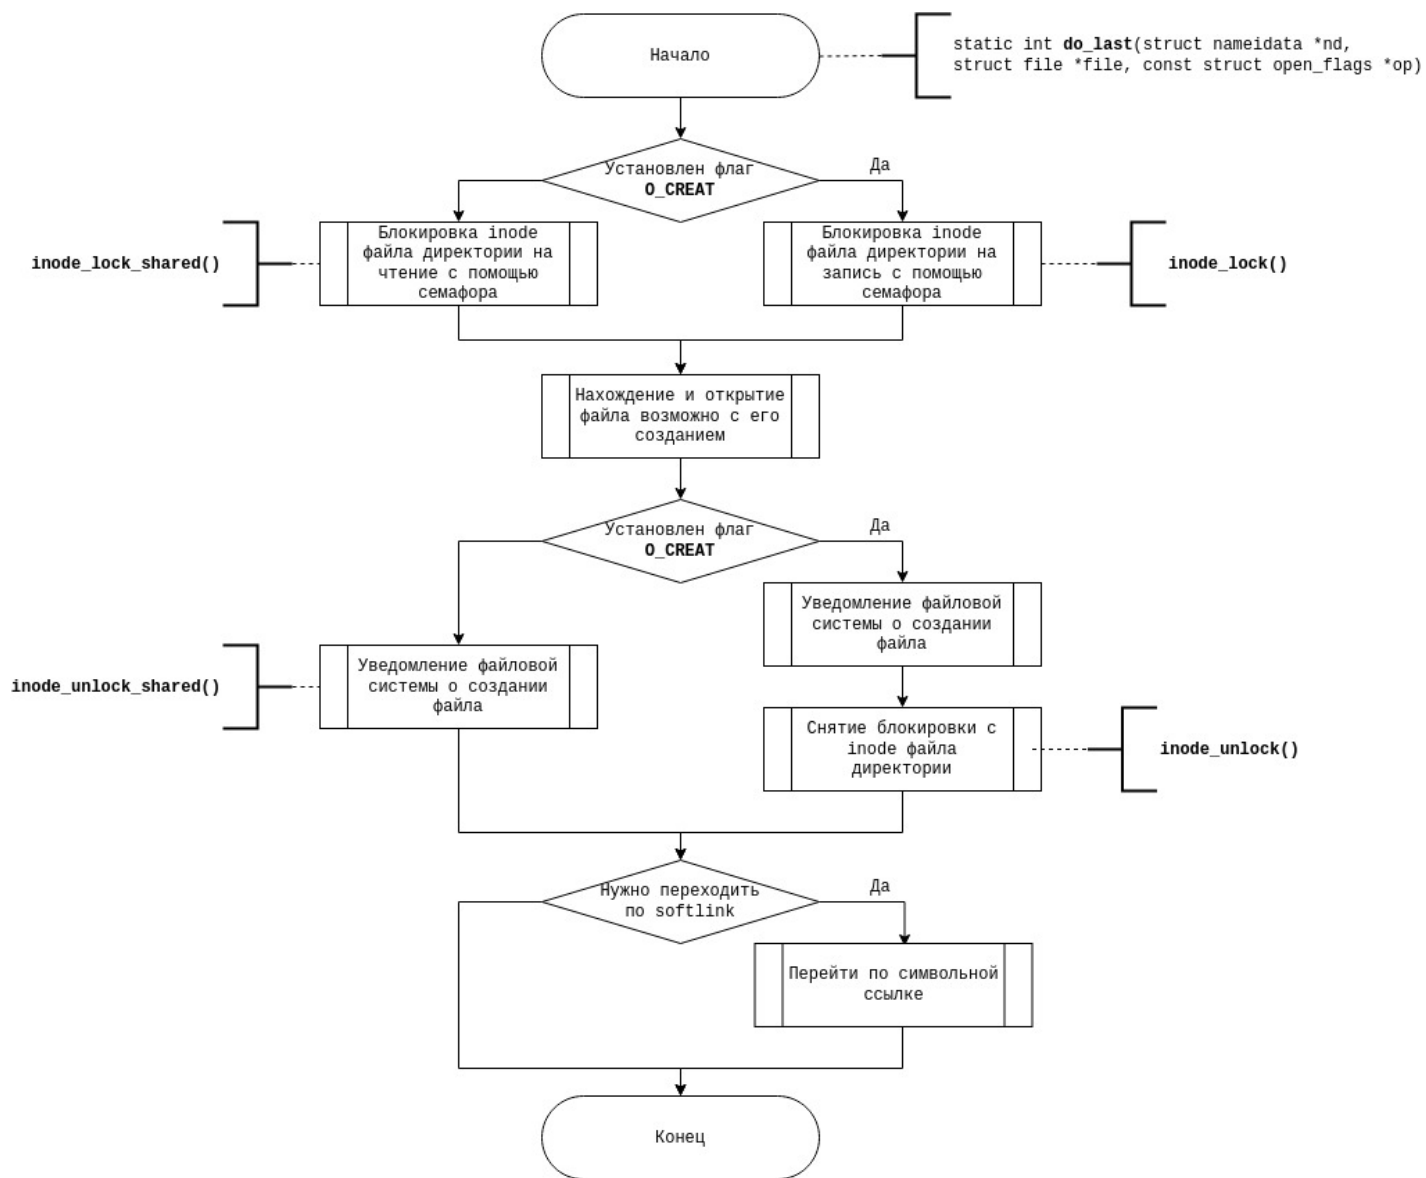 Начало
static int do_last(struct nameidata *nd,
struct file *file, const struct open_flags *op)
Установлен флаг
O_CREAT
Да
inode_lock_shared()
Блокировка inode
файла директории на
чтение с помощью
семафора
Блокировка inode
файла директории на
запись с помощью
семафора
inode_lock()
Нахождение и открытие
файла возможно с его
созданием
Установлен флаг
O_CREAT
Да
Уведомление файловой
системы о создании
файла
inode_unlock_shared()
Уведомление файловой
системы о создании
файла
Снятие блокировки с
inode файла
директории
inode_unlock()
Нужно переходить
по softlink
Да
Перейти по символьной
ссылке
Конец